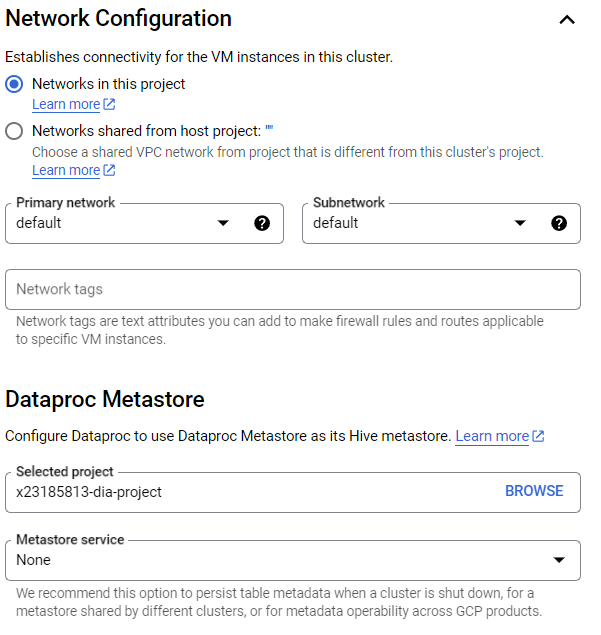 Network Configuration
Establishes connectivity for the VM instances in this cluster.
Networks in this project
Learn more
Networks shared from host project: ""
Choose a shared VPC network from project that is different from this cluster's project.
Learn more
Primary network
default
Subnetwork
default
Network tags
Network tags are text attributes you can add to make firewall rules and routes applicable
to specific VM instances.
Dataproc Metastore
Configure Dataproc to use Dataproc Metastore as its Hive metastore. Learn more
Selected project
x23185813-dia-project
BROWSE
Metastore service
None
We recommend this option to persist table metadata when a cluster is shut down, for a
metastore shared by different clusters, or for metadata operability across GCP products.